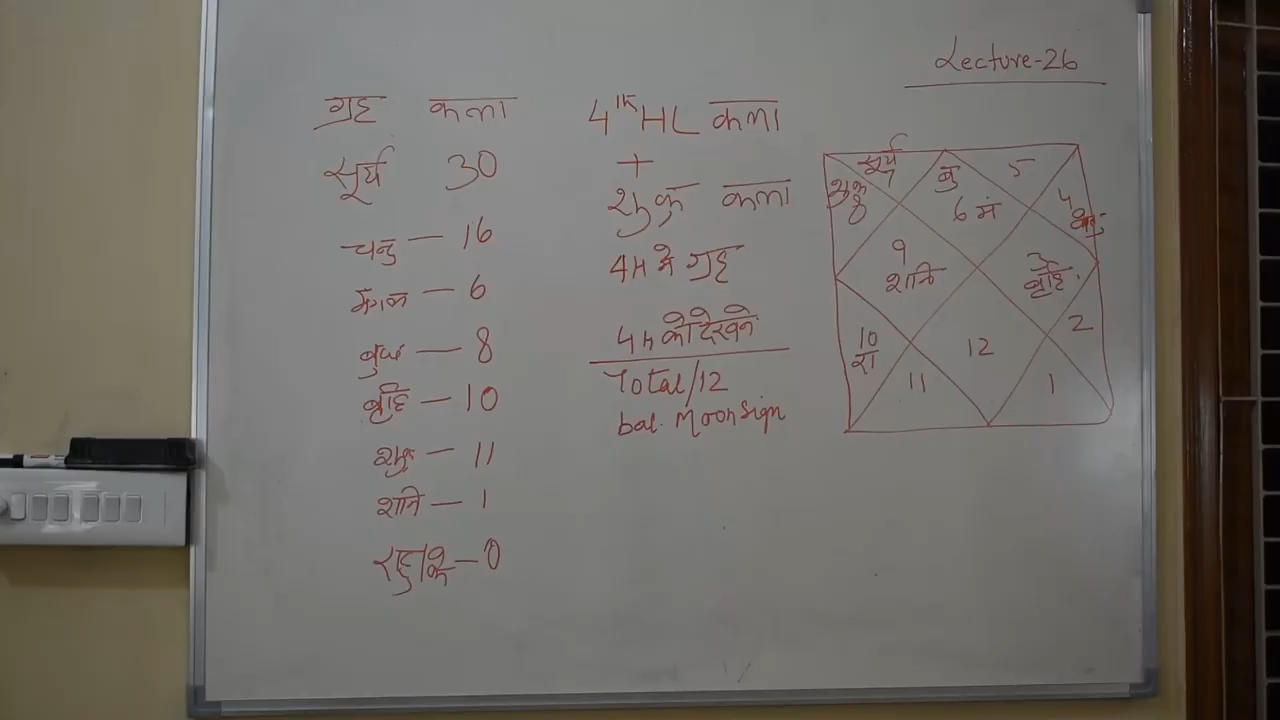 Lecture-26
ग्रह कला
सूर्य 30
चन्द्र — 16
मंगल — 6
बुध — 8
बृहि — 10
शुक्र — 11
शनि — 1
राहु/के — 0
4th HL कला
+
शुक्र कला
4H मे ग्रह
4H को देखने
Total/12
bal. Moon sign
सूर्य
7
शुक्र
8
बु
6 मं
5
4
9
शनि
3
बृहि.
10
रा
11
12
2
1